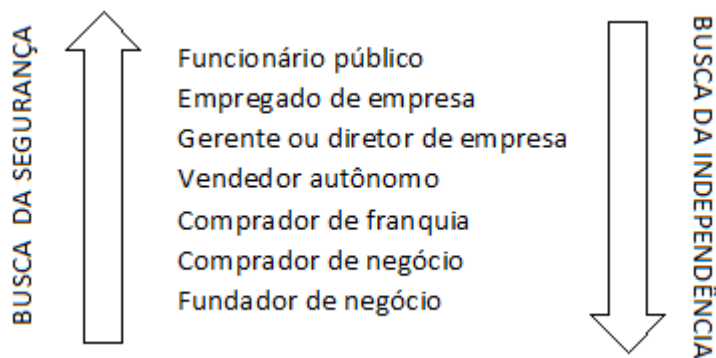 BUSCA DA SEGURANÇA
Funcionário público
Empregado de empresa
Gerente ou diretor de empresa
Vendedor autônomo
Comprador de franquia
Comprador de negócio
Fundador de negócio
BUSCA DA INDEPENDÊNCIA